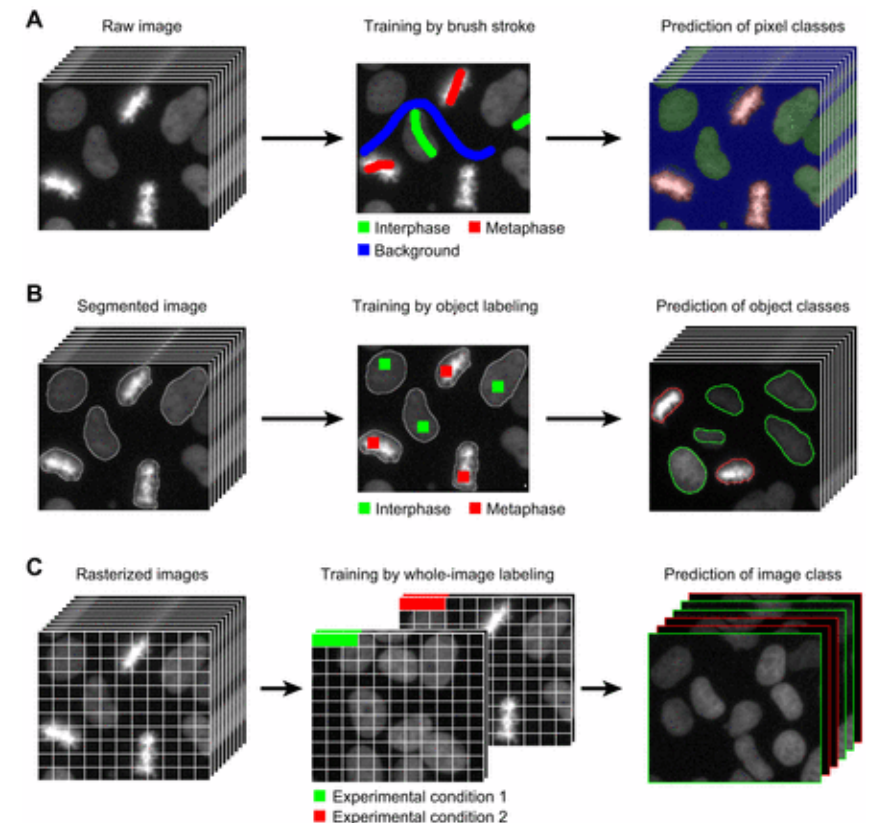 A
Raw image
Training by brush stroke
Prediction of pixel classes
Interphase
Metaphase
Background
B
Segmented image
Training by object labeling
Prediction of object classes
Interphase
Metaphase
C
Rasterized images
Training by whole-image labeling
Prediction of image class
Experimental condition 1
Experimental condition 2